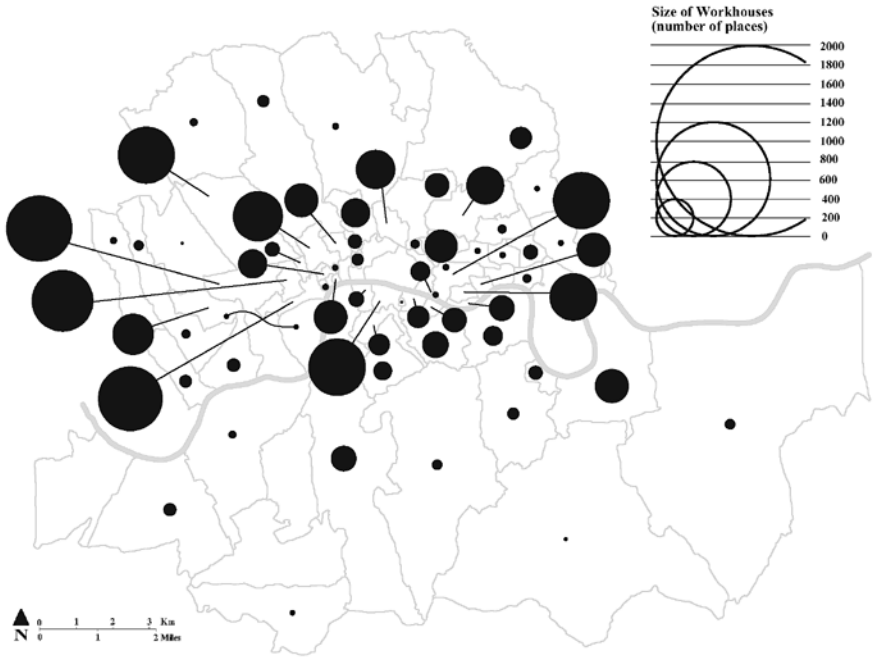 Size of Workhouses
(number of places)
2000
1800
1600
1400
1200
1000
800
600
400
200
0
N
0 1 2 3 Km
0 1 2 Miles